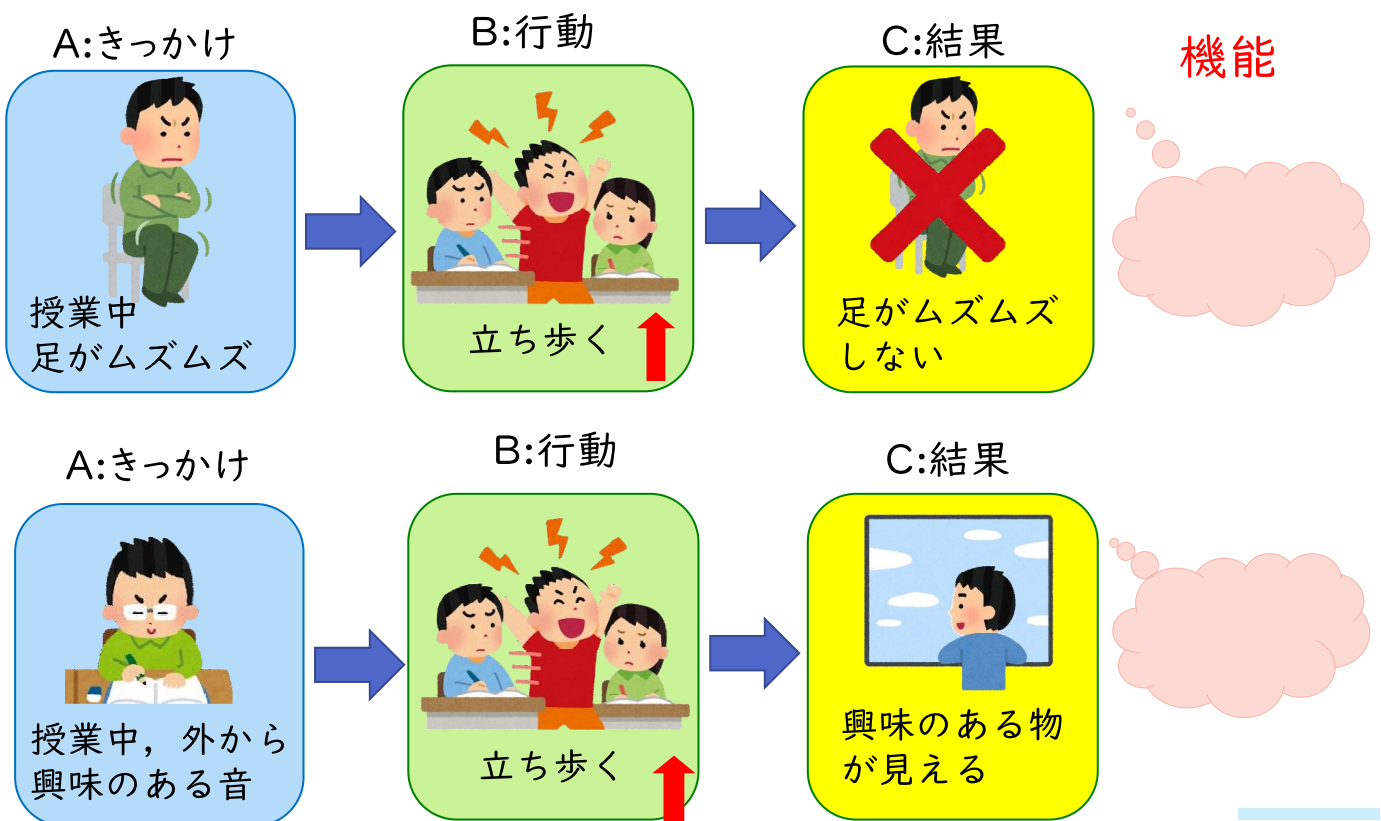 A:きっかけ
B:行動
C:結果
機能
授業中
足がムズムズ
立ち歩く
足がムズムズ
しない
A:きっかけ
B:行動
C:結果
授業中，外から
興味のある音
立ち歩く
興味のある物
が見える